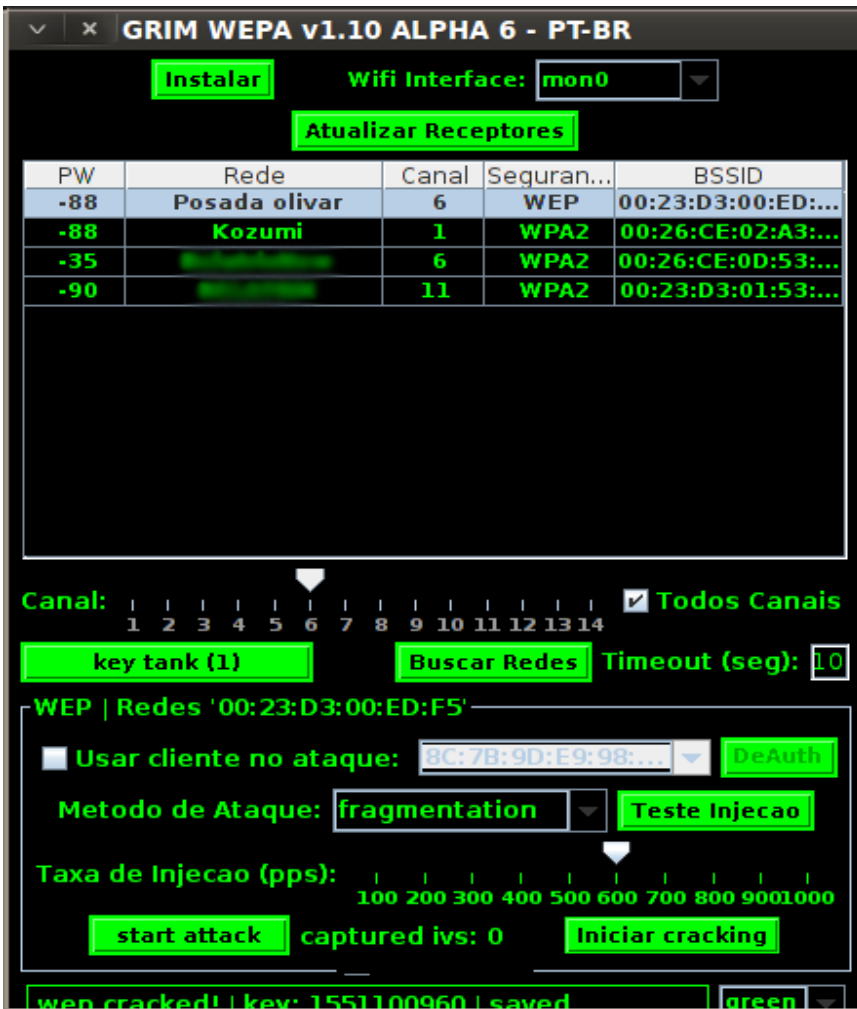 GRIM WEPA v1.10 ALPHA 6 - PT-BR
Instalar Wifi Interface: mon0
Atualizar Receptores
PW Rede Canal Seguran... BSSID
-88 Posada olivar 6 WEP 00:23:D3:00:ED:...
-88 Kozumi 1 WPA2 00:26:CE:02:A3:...
-35 6 WPA2 00:26:CE:0D:53:...
-90 11 WPA2 00:23:D3:01:53:...
Canal: Todos Canais
1 2 3 4 5 6 7 8 9 10 11 12 13 14
key tank (1) Buscar Redes Timeout (seg): 10
WEP | Redes '00:23:D3:00:ED:F5'
Usar cliente no ataque: 8C:7B:9D:E9:98:... DeAuth
Metodo de Ataque: fragmentation Teste Injecao
Taxa de Injecao (pps):
100 200 300 400 500 600 700 800 900 1000
start attack captured ivs: 0 Iniciar cracking
wep cracked! | key: 1551100960 | saved green